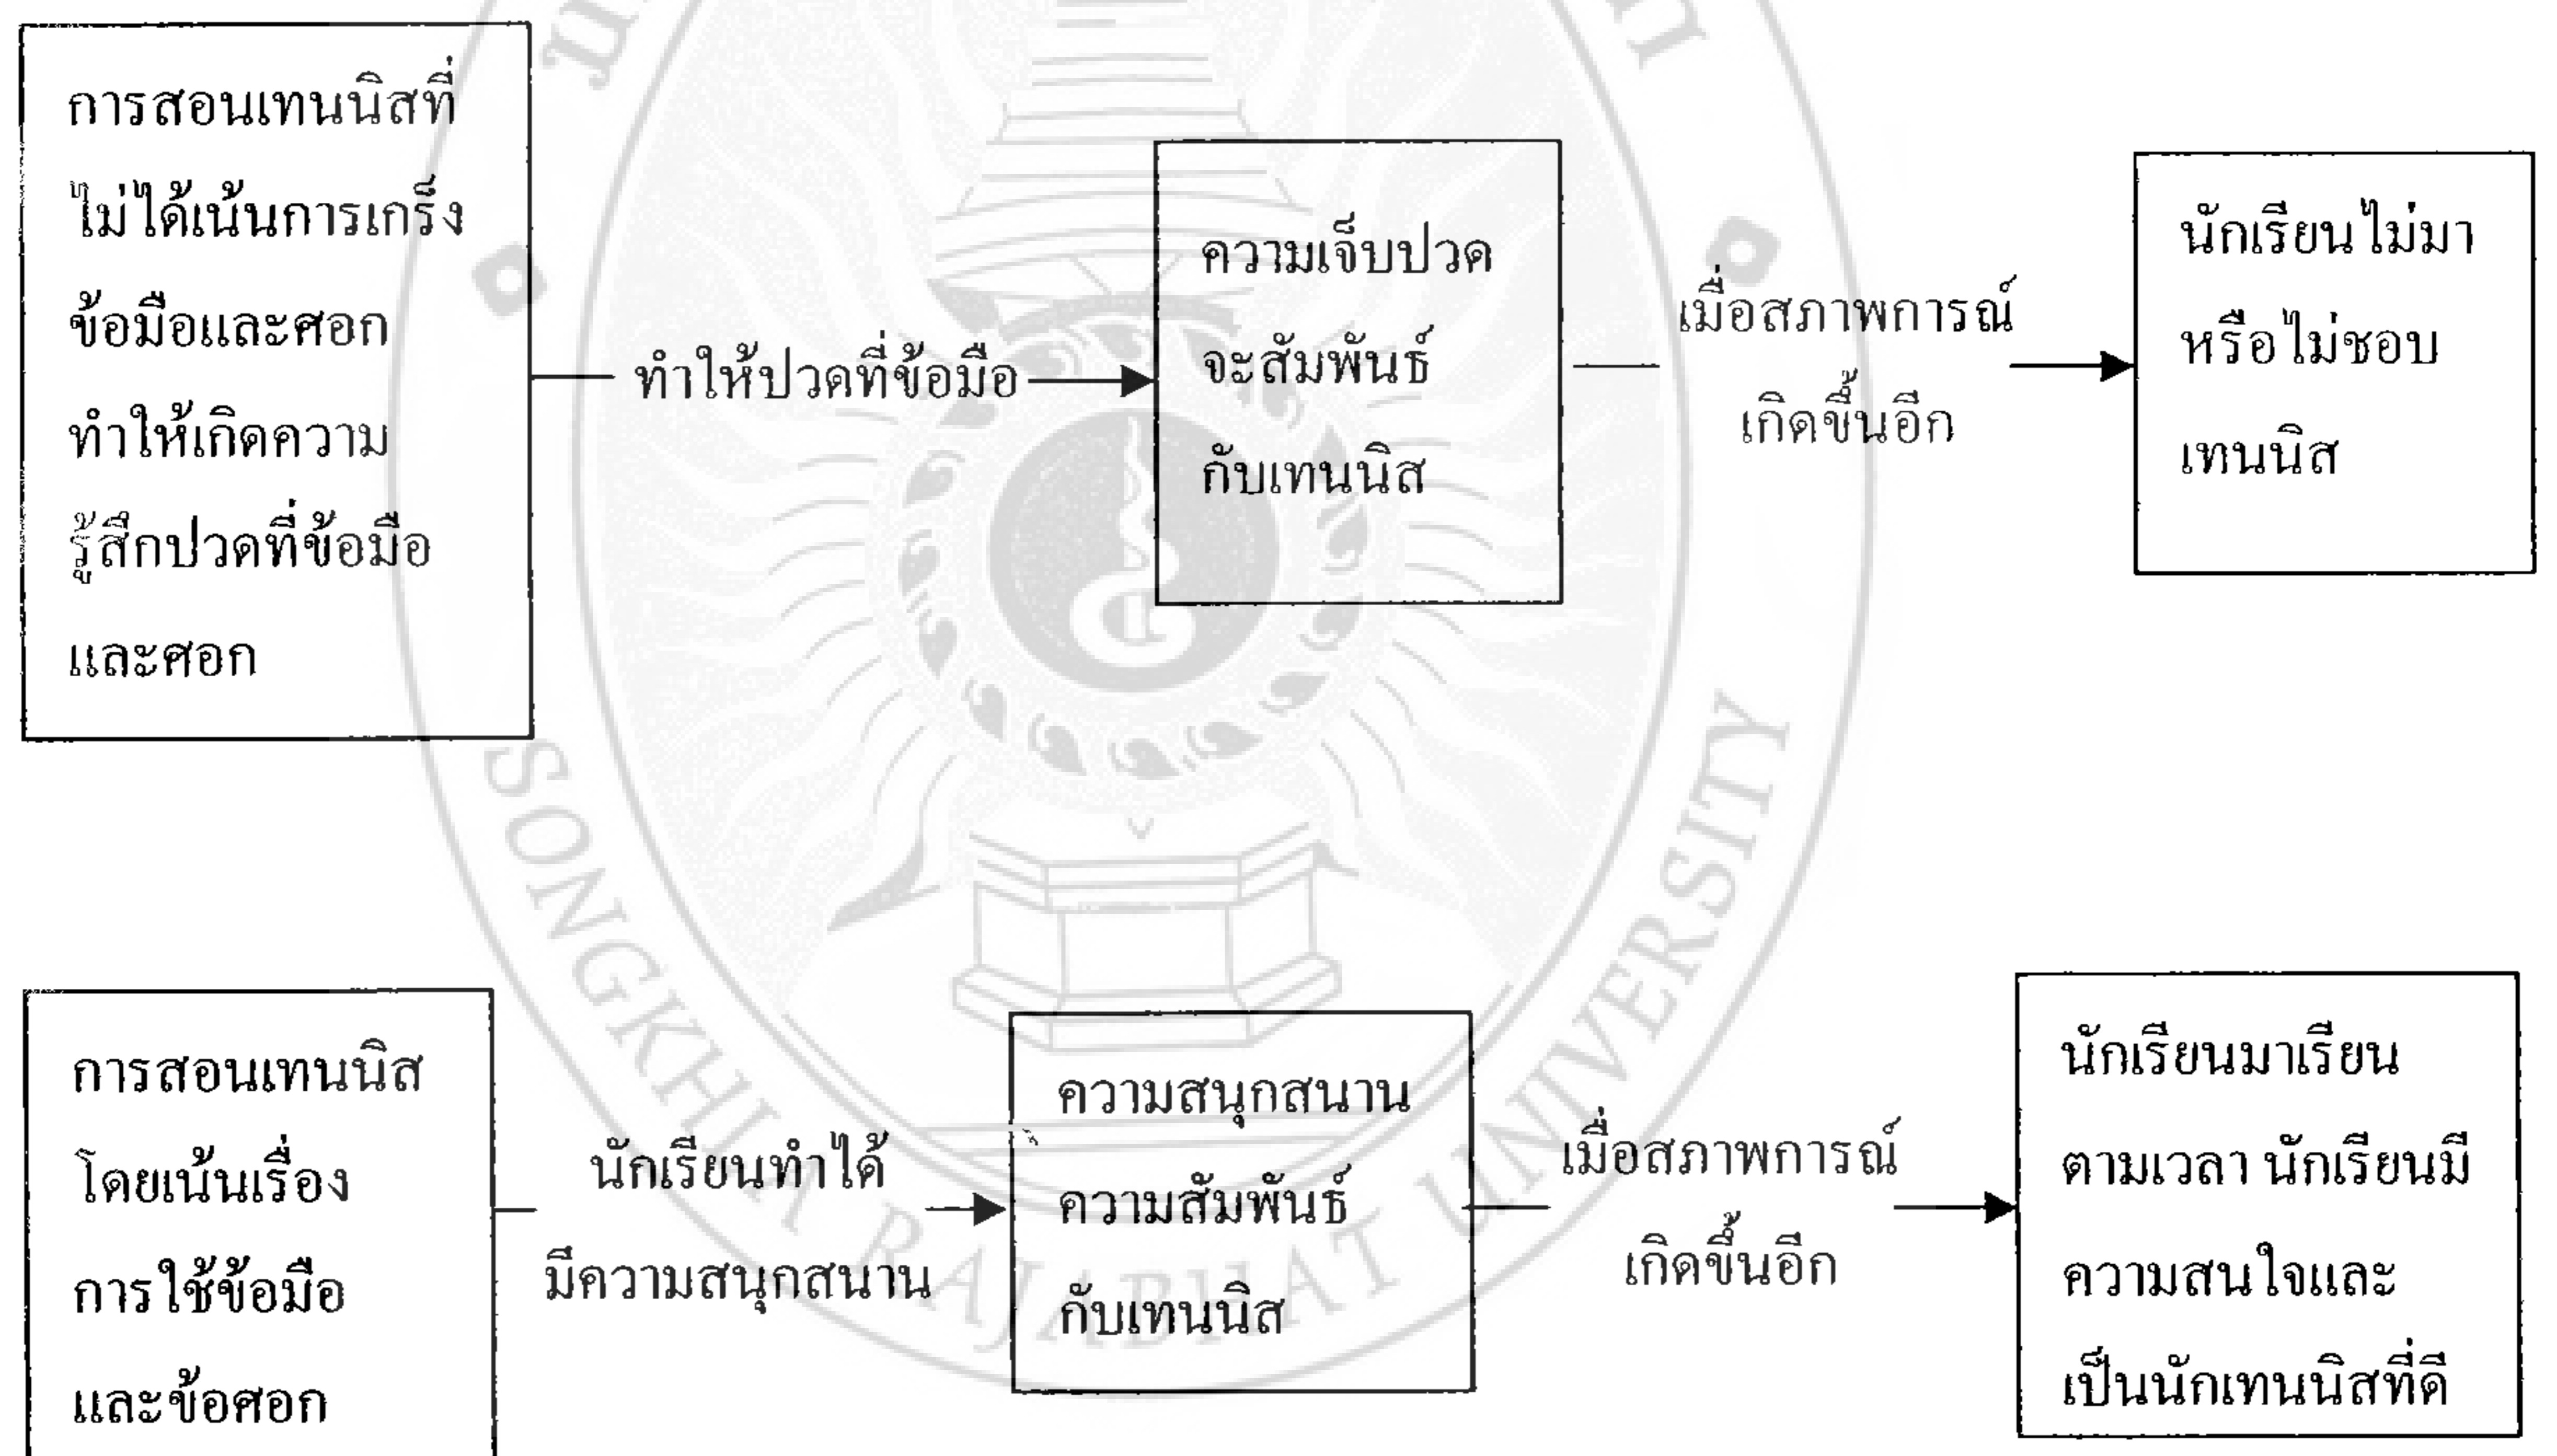 การสอนเทนนิสที่
ไม่ได้เน้นการเกร็ง
ข้อมือและศอก
ทำให้เกิดความ
รู้สึกปวดที่ข้อมือ
และศอก
ทำให้ปวดที่ข้อมือ
ความเจ็บปวด
จะสัมพันธ์
กับเทนนิส
เมื่อสภาพการณ์
เกิดขึ้นอีก
นักเรียนไม่มา
หรือไม่ชอบ
เทนนิส
การสอนเทนนิส
โดยเน้นเรื่อง
การใช้ข้อมือ
และข้อศอก
นักเรียนทำได้
มีความสนุกสนาน
ความสนุกสนาน
ความสัมพันธ์
กับเทนนิส
เมื่อสภาพการณ์
เกิดขึ้นอีก
นักเรียนมาเรียน
ตามเวลา นักเรียนมี
ความสนใจและ
เป็นนักเทนนิสที่ดี
SONGKHLA RAJABHAT UNIVERSITY